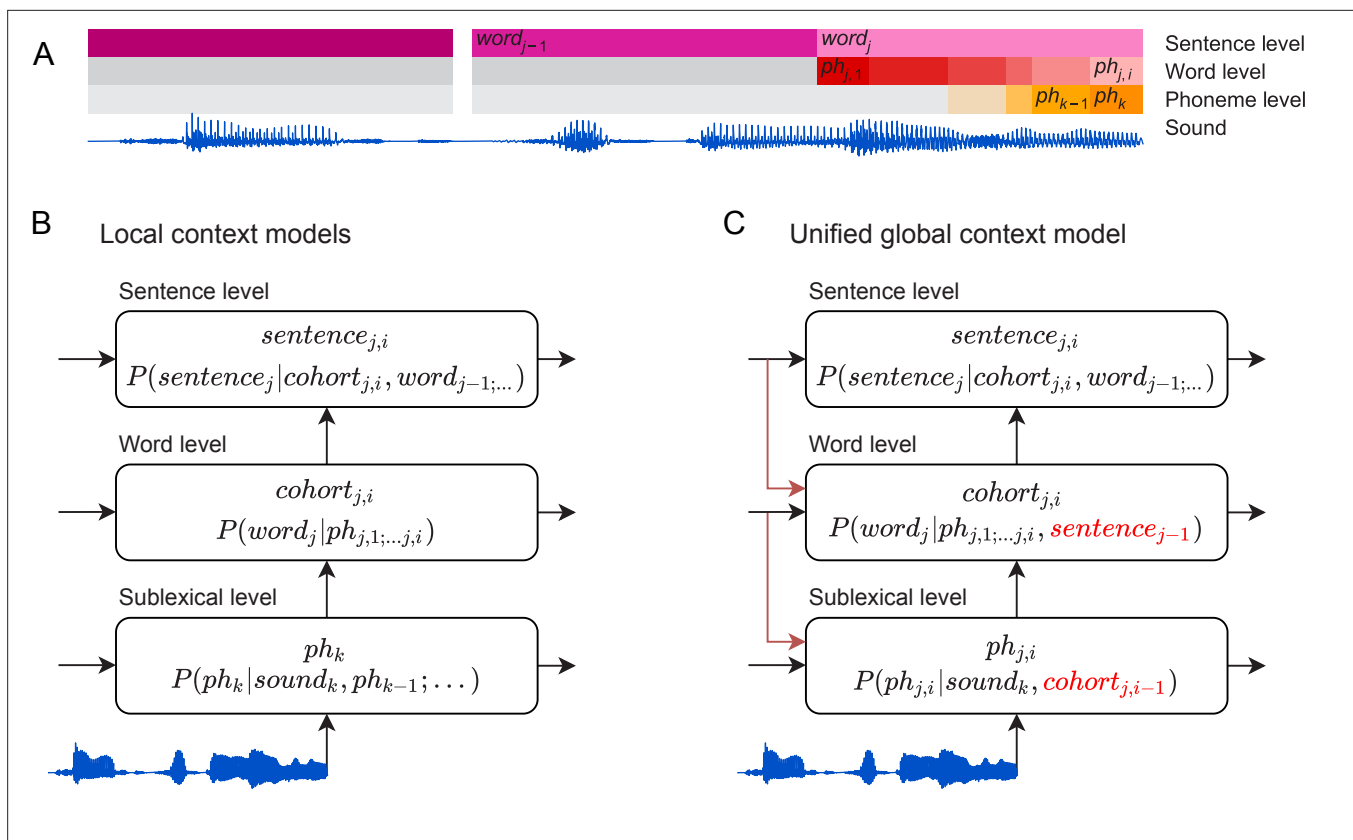 A
word_{j−1} word_j Sentence level
ph_{j,1} ph_{j,i} Word level
ph_{k−1} ph_k Phoneme level
Sound
B Local context models
Sentence level
sentence_{j,i}
P(sentence_j|cohort_{j,i}, word_{j−1;...})
Word level
cohort_{j,i}
P(word_j|ph_{j,1;...j,i})
Sublexical level
ph_k
P(ph_k|sound_k, ph_{k−1}; ...)
C Unified global context model
Sentence level
sentence_{j,i}
P(sentence_j|cohort_{j,i}, word_{j−1;...})
Word level
cohort_{j,i}
P(word_j|ph_{j,1;...j,i}, sentence_{j−1})
Sublexical level
ph_{j,i}
P(ph_{j,i}|sound_k, cohort_{j,i−1})